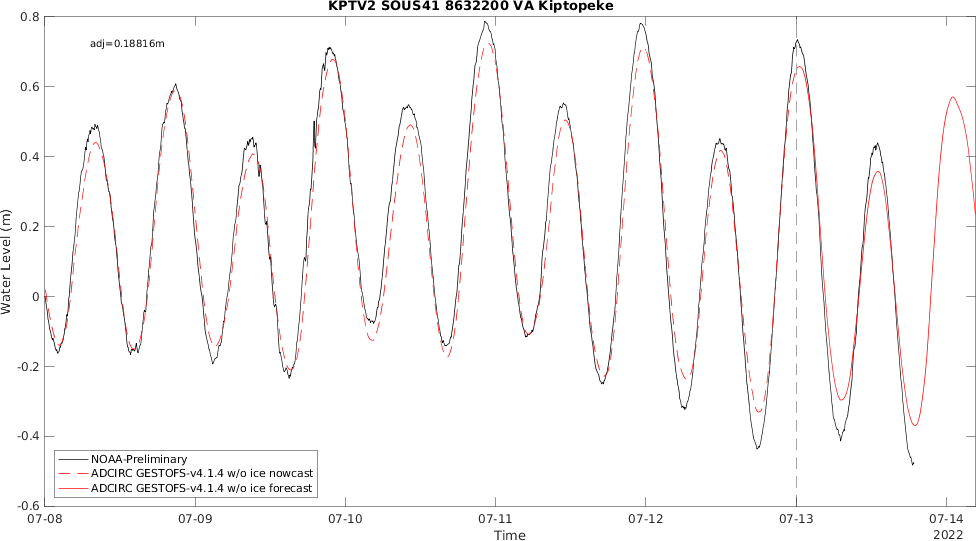 KPTV2 SOUS41 8632200 VA Kiptopeke
adj=0.18816m
Water Level (m)
0.8
0.6
0.4
0.2
0
-0.2
-0.4
-0.6
NOAA-Preliminary
ADCIRC GESTOFS-v4.1.4 w/o ice nowcast
ADCIRC GESTOFS-v4.1.4 w/o ice forecast
07-08 07-09 07-10 07-11 07-12 07-13 07-14
Time
2022